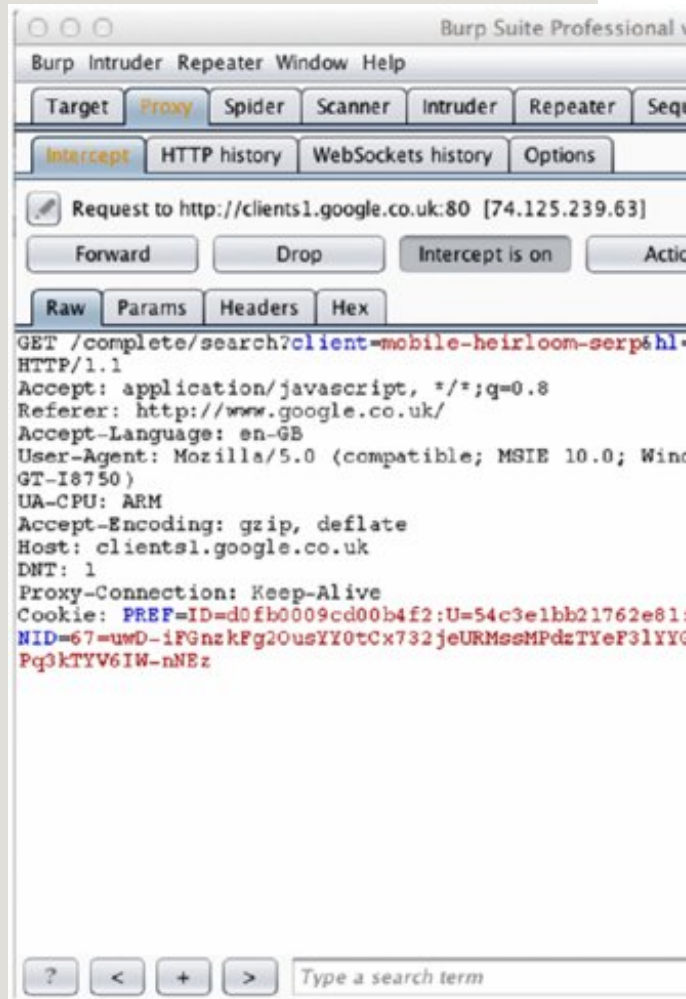 Burp Suite Professional
Burp Intruder Repeater Window Help
Target Proxy Spider Scanner Intruder Repeater Sequ
Intercept HTTP history WebSockets history Options
Request to http://clients1.google.co.uk:80 [74.125.239.63]
Forward Drop Intercept is on Actio
Raw Params Headers Hex
GET /complete/search?client=mobile-heirloom-serp&hl=
HTTP/1.1
Accept: application/javascript, */*;q=0.8
Referer: http://www.google.co.uk/
Accept-Language: en-GB
User-Agent: Mozilla/5.0 (compatible; MSIE 10.0; Wind
GT-I8750)
UA-CPU: ARM
Accept-Encoding: gzip, deflate
Host: clients1.google.co.uk
DNT: 1
Proxy-Connection: Keep-Alive
Cookie: PREF=ID=d0fb0009cd00b4f2:U=54c3e1bb21762e81:
NID=67=uwD-iFGnzkFg2OusYY0tCx732jeURMssMPdzTYeF3lYYG
Pq3kTYV6IW-nNEz
? < + > Type a search term